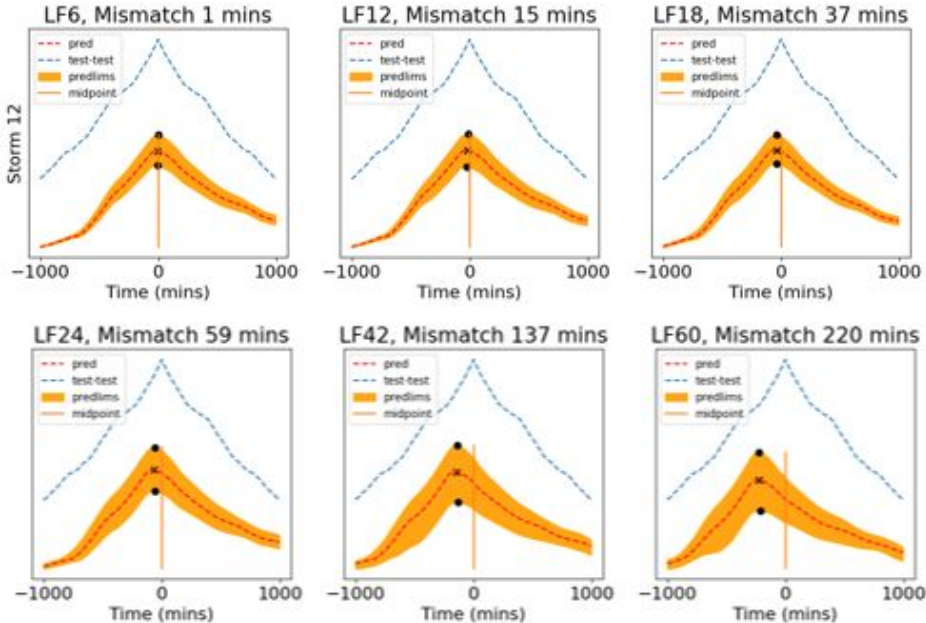 LF6, Mismatch 1 mins
pred
test-test
predlims
midpoint
Storm 12
−1000
0
1000
Time (mins)
LF12, Mismatch 15 mins
pred
test-test
predlims
midpoint
−1000
0
1000
Time (mins)
LF18, Mismatch 37 mins
pred
test-test
predlims
midpoint
−1000
0
1000
Time (mins)
LF24, Mismatch 59 mins
pred
test-test
predlims
midpoint
−1000
0
1000
Time (mins)
LF42, Mismatch 137 mins
pred
test-test
predlims
midpoint
−1000
0
1000
Time (mins)
LF60, Mismatch 220 mins
pred
test-test
predlims
midpoint
−1000
0
1000
Time (mins)